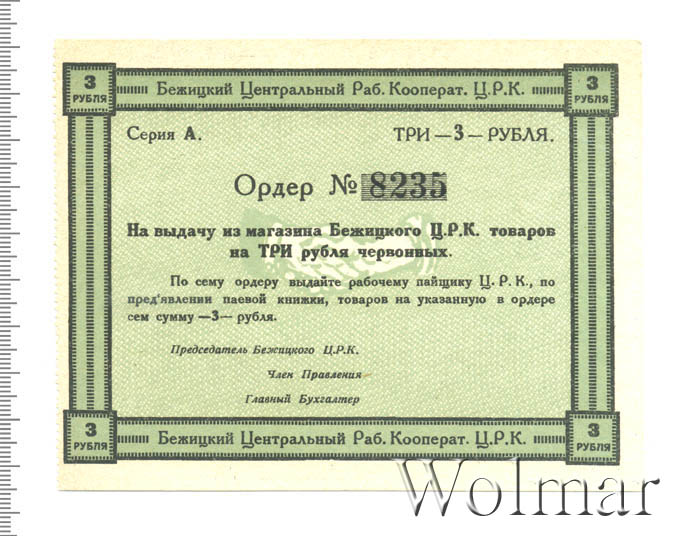 3 РУБЛЯ
Бежицкий Центральный Раб. Кооперат. Ц.Р.К.
3 РУБЛЯ
Серия А.
ТРИ —3— РУБЛЯ.
Ордер № 8235
На выдачу из магазина Бежицкого Ц.Р.К. товаров
на ТРИ рубля червонных.
По сему ордеру выдайте рабочему пайщику Ц.Р.К., по
пред'явлении паевой книжки, товаров на указанную в ордере
сем сумму —3— рубля.
Председатель Бежицкого Ц.Р.К.
Член Правления
Главный Бухгалтер
3 РУБЛЯ
Бежицкий Центральный Раб. Кооперат. Ц.Р.К.
3 РУБЛЯ
Wolmar